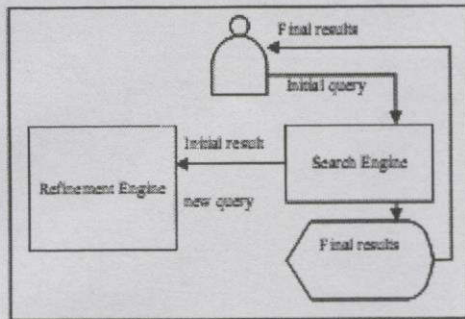 Final results
Initial query
Initial result
Search Engine
Refinement Engine
new query
Final results